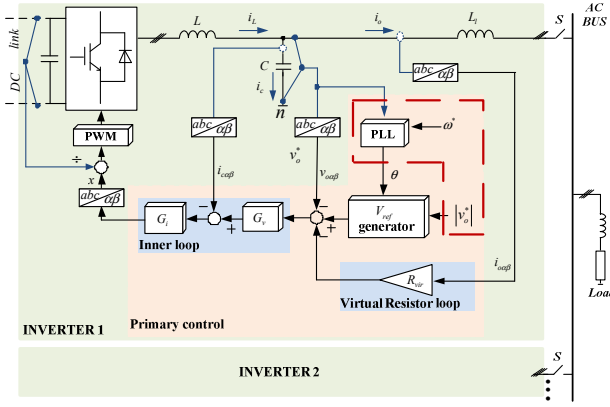 AC
BUS
L
i_L
i_o
L_l
S
link
DC
C
i_c
n
abc
αβ
abc
αβ
abc
αβ
PWM
PLL
ω*
÷
x
v_o*
i_cαβ
v_oαβ
θ
abc
αβ
G_i
−
+
G_v
−
+
−
V_ref
generator
|v_o*|
Inner loop
i_oαβ
R_vir
Virtual Resistor loop
Load
INVERTER 1
Primary control
INVERTER 2
S